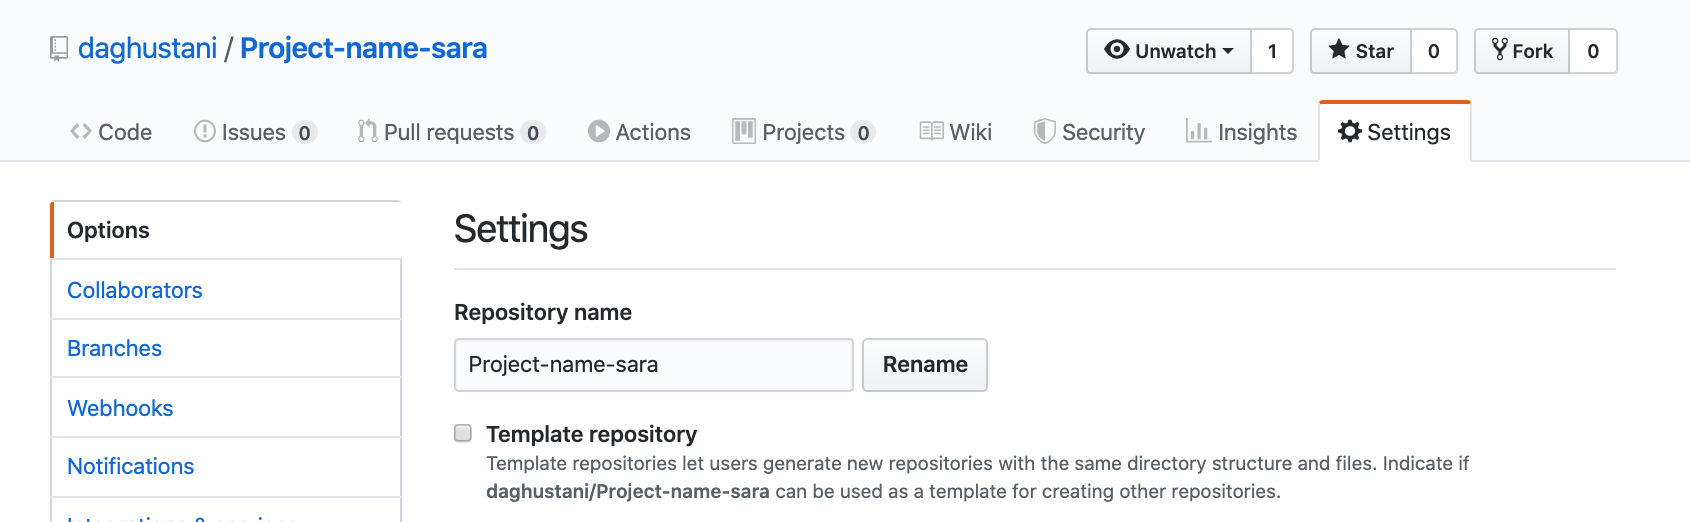 daghustani / Project-name-sara
Unwatch 1 Star 0 Fork 0
Code Issues 0 Pull requests 0 Actions Projects 0 Wiki Security Insights Settings
Options
Collaborators
Branches
Webhooks
Notifications
Settings
Repository name
Project-name-sara Rename
Template repository
Template repositories let users generate new repositories with the same directory structure and files. Indicate if
daghustani/Project-name-sara can be used as a template for creating other repositories.